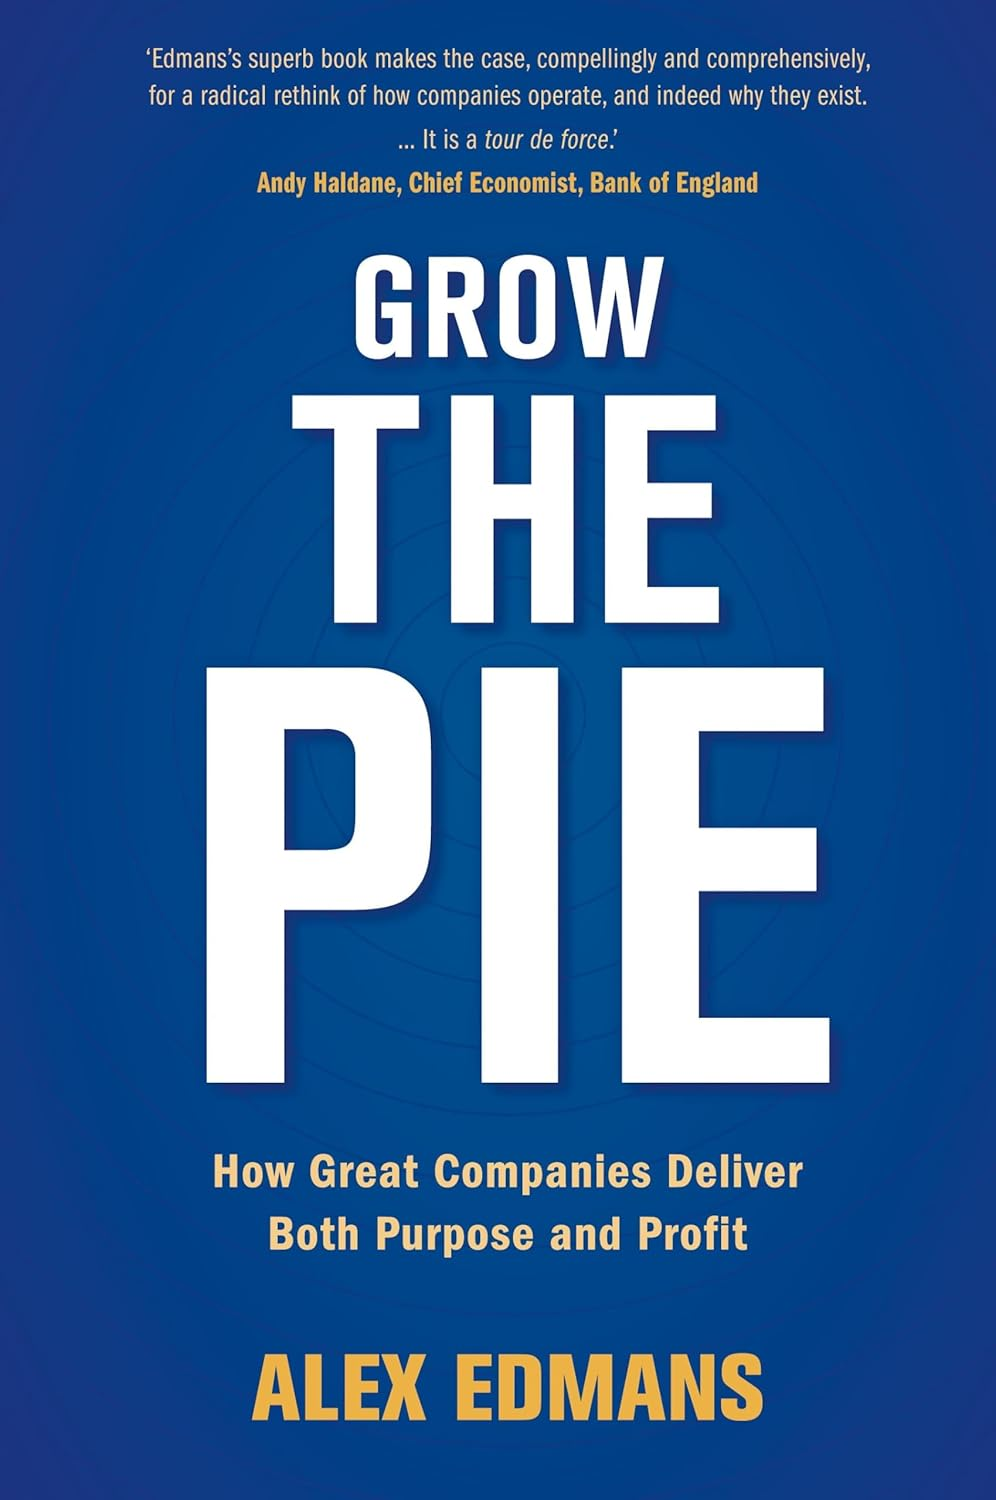 ‘Edmans’s superb book makes the case, compellingly and comprehensively,
for a radical rethink of how companies operate, and indeed why they exist.
... It is a tour de force.’
Andy Haldane, Chief Economist, Bank of England
GROW
THE
PIE
How Great Companies Deliver
Both Purpose and Profit
ALEX EDMANS